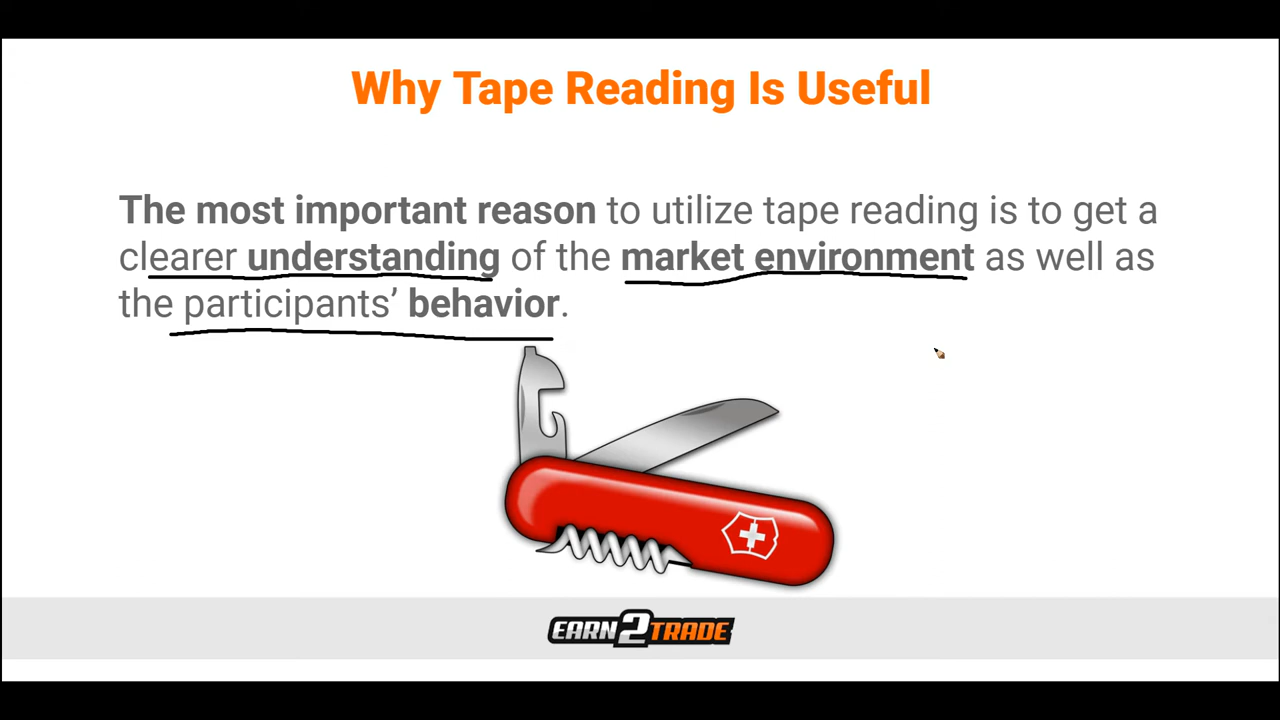 Why Tape Reading Is Useful
The most important reason to utilize tape reading is to get a
clearer understanding of the market environment as well as
the participants’ behavior.
EARN2TRADE